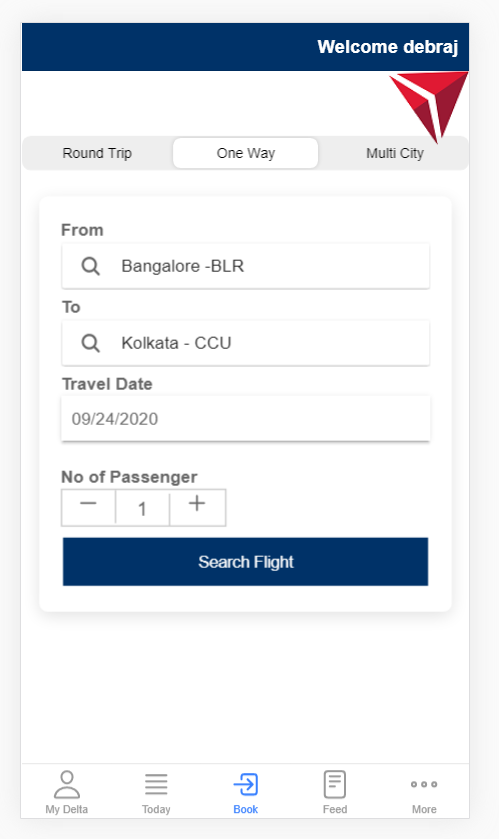 Welcome debraj
Round Trip One Way Multi City
From
Bangalore -BLR
To
Kolkata - CCU
Travel Date
09/24/2020
No of Passenger
— 1 +
Search Flight
My Delta Today Book Feed More